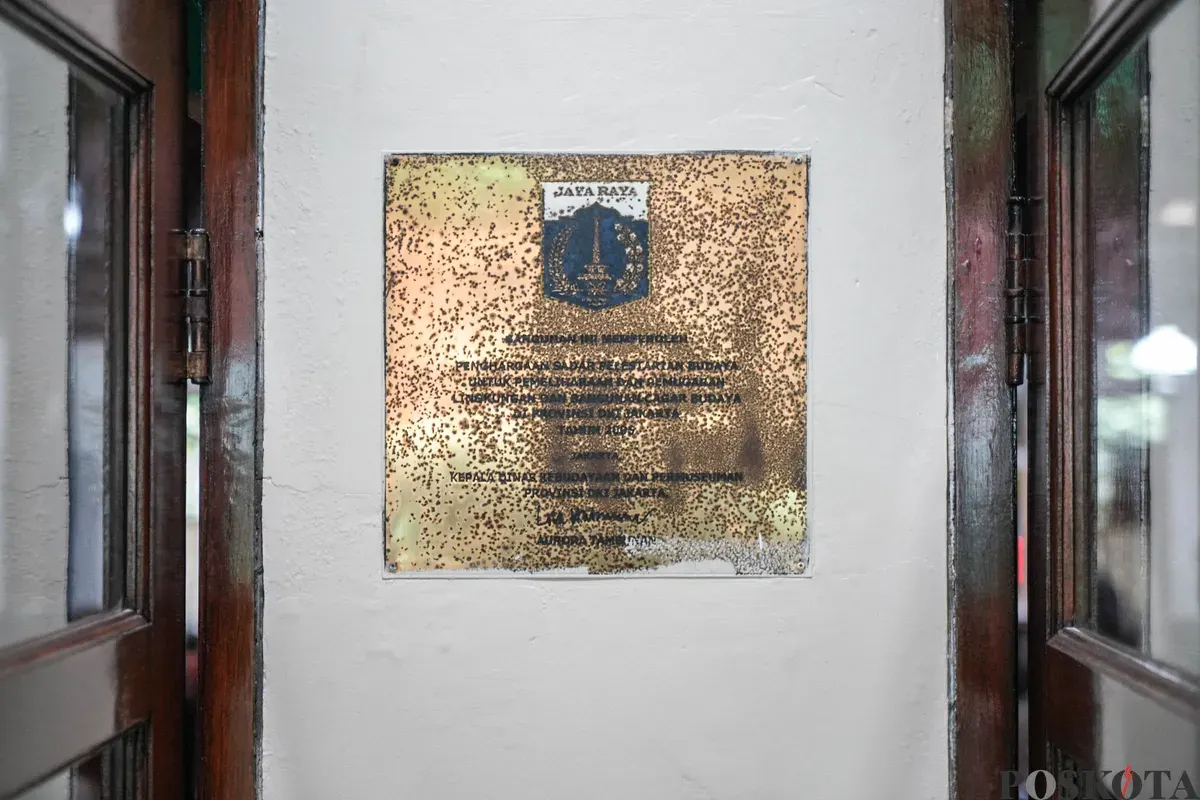 JAYA RAYA
BANGUNAN INI MEMPEROLEH
PENGHARGAAN SADAR PELESTARIAN BUDAYA
UNTUK PEMELIHARAAN DAN PEMUGARAN
LINGKUNGAN DAN BANGUNAN CAGAR BUDAYA
DI PROVINSI DKI JAKARTA
TAHUN
JAKARTA
KEPALA DINAS KEBUDAYAAN DAN PERMUSEUMAN
PROVINSI DKI JAKARTA,
AURORA TAMBUNAN
POSKOTA